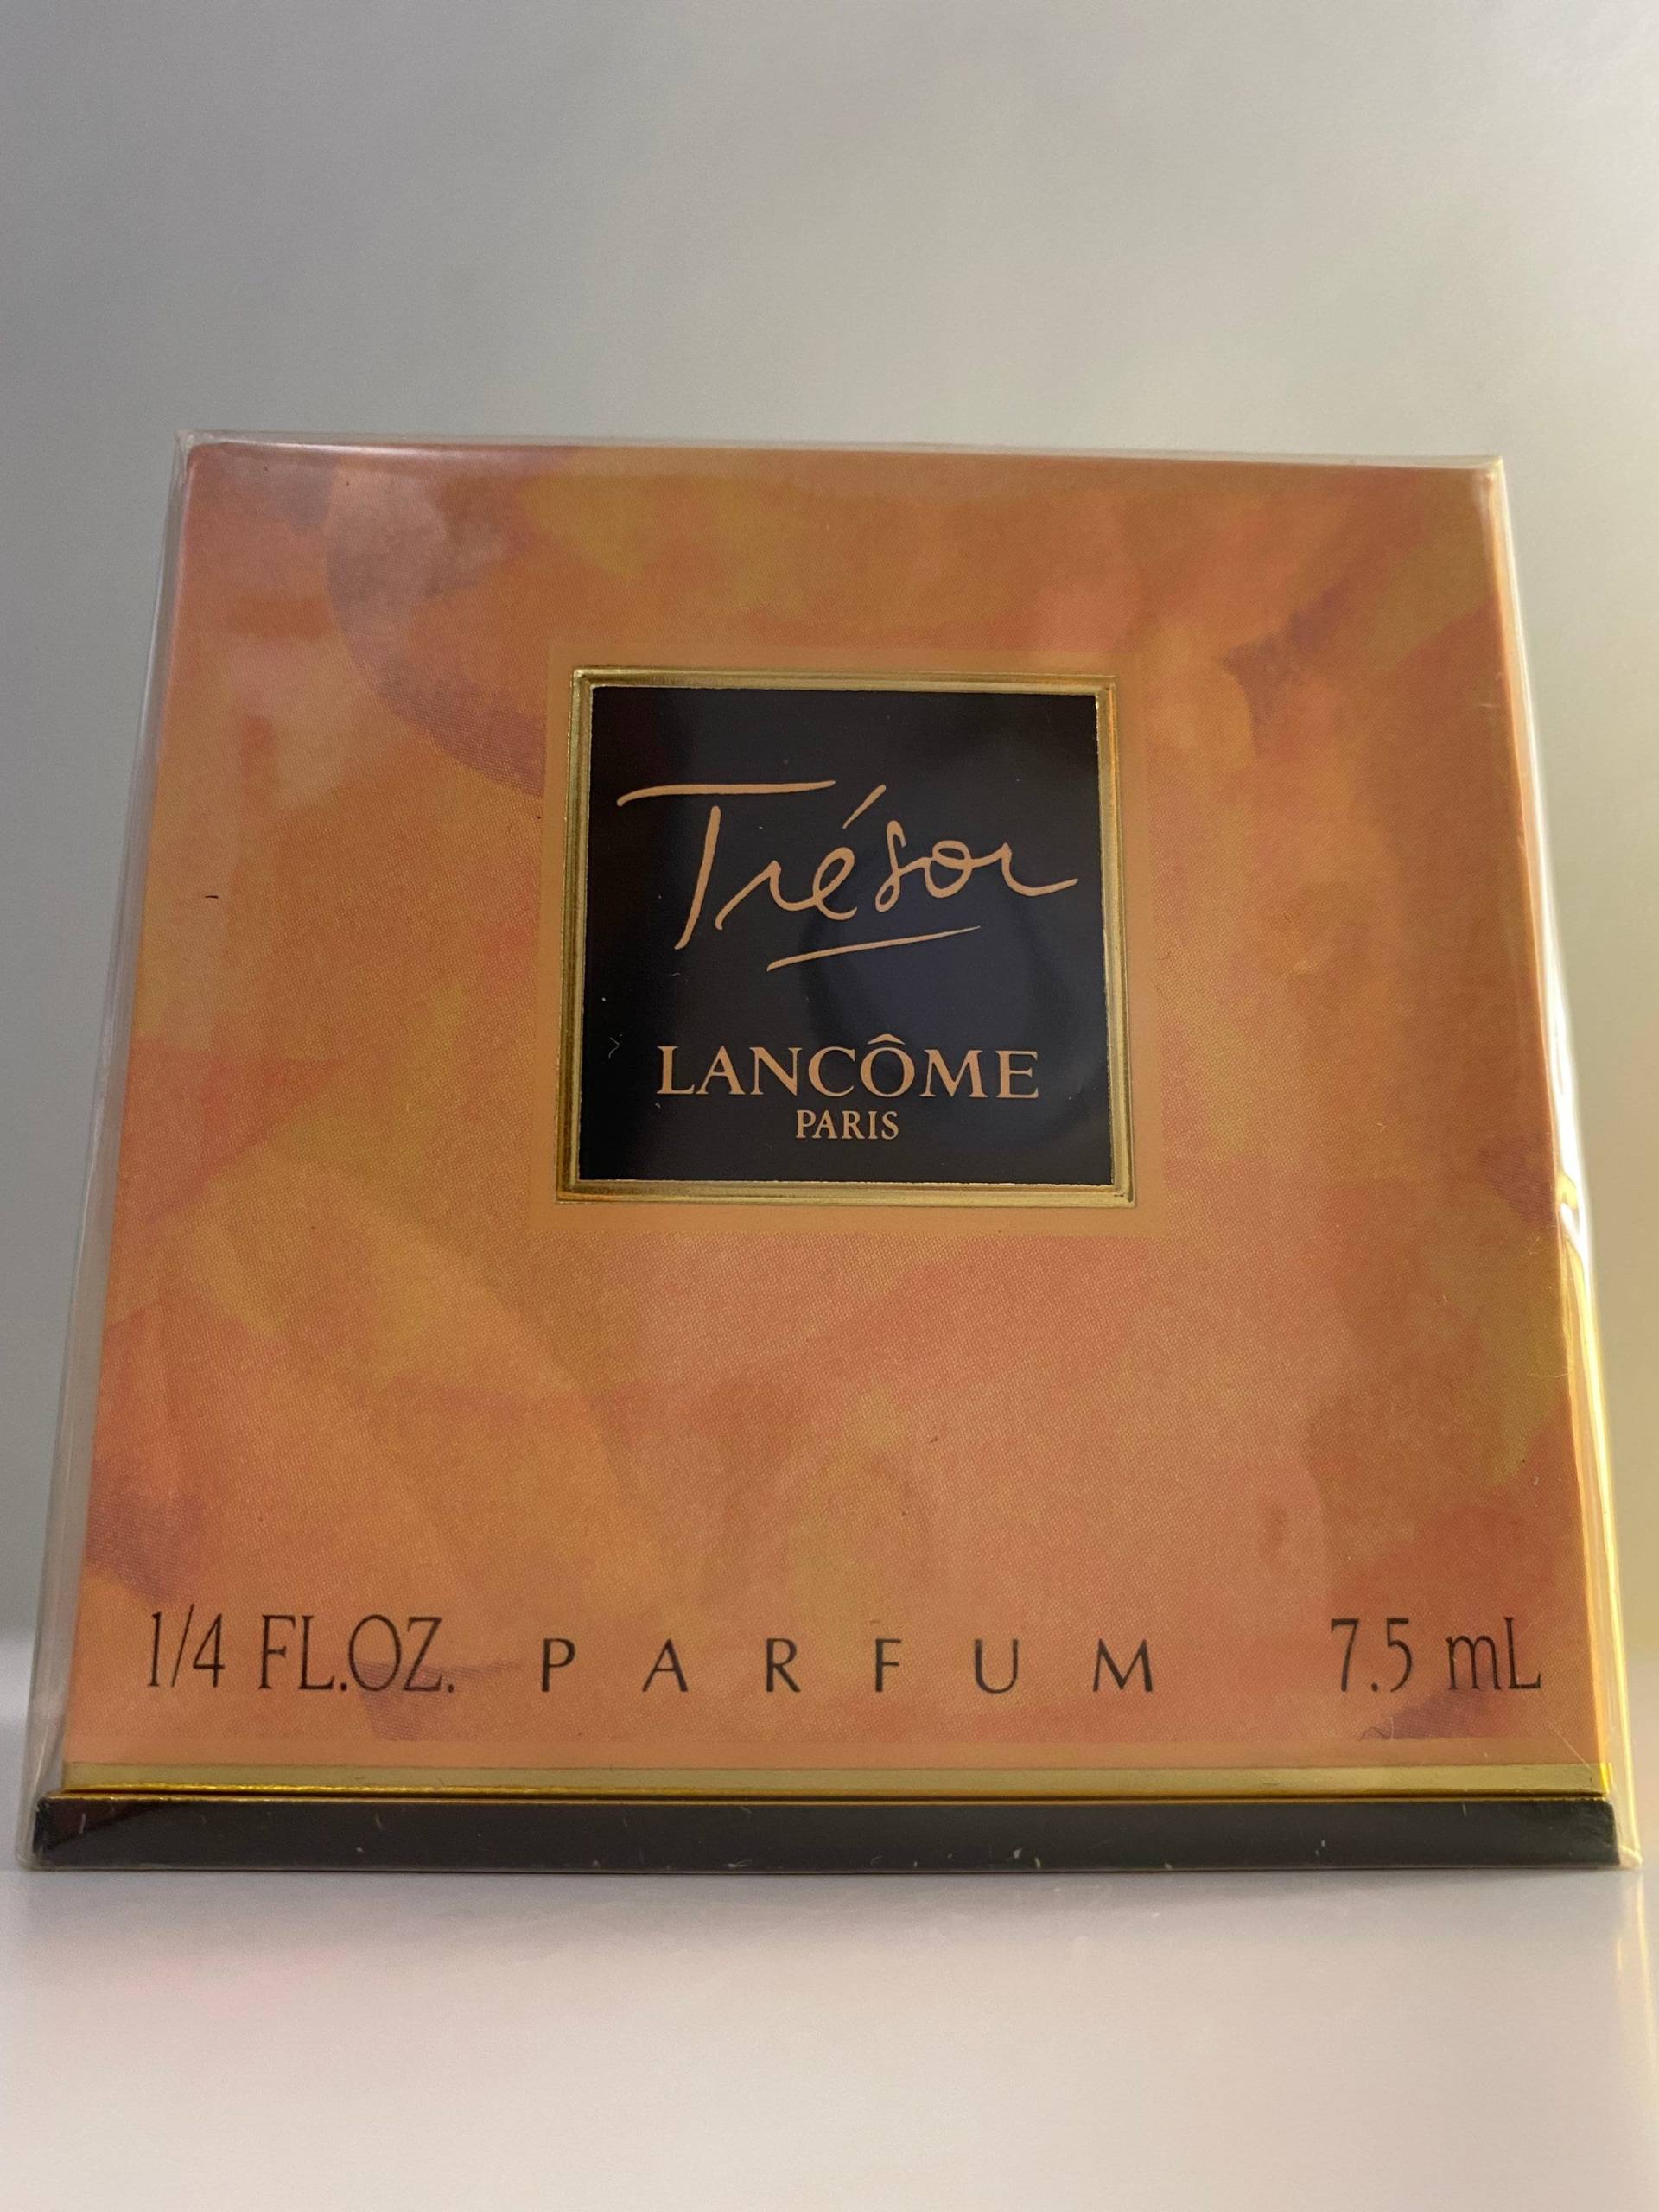 Trésor
LANCÔME
PARIS
1/4 FL.OZ. PARFUM 7.5 mL